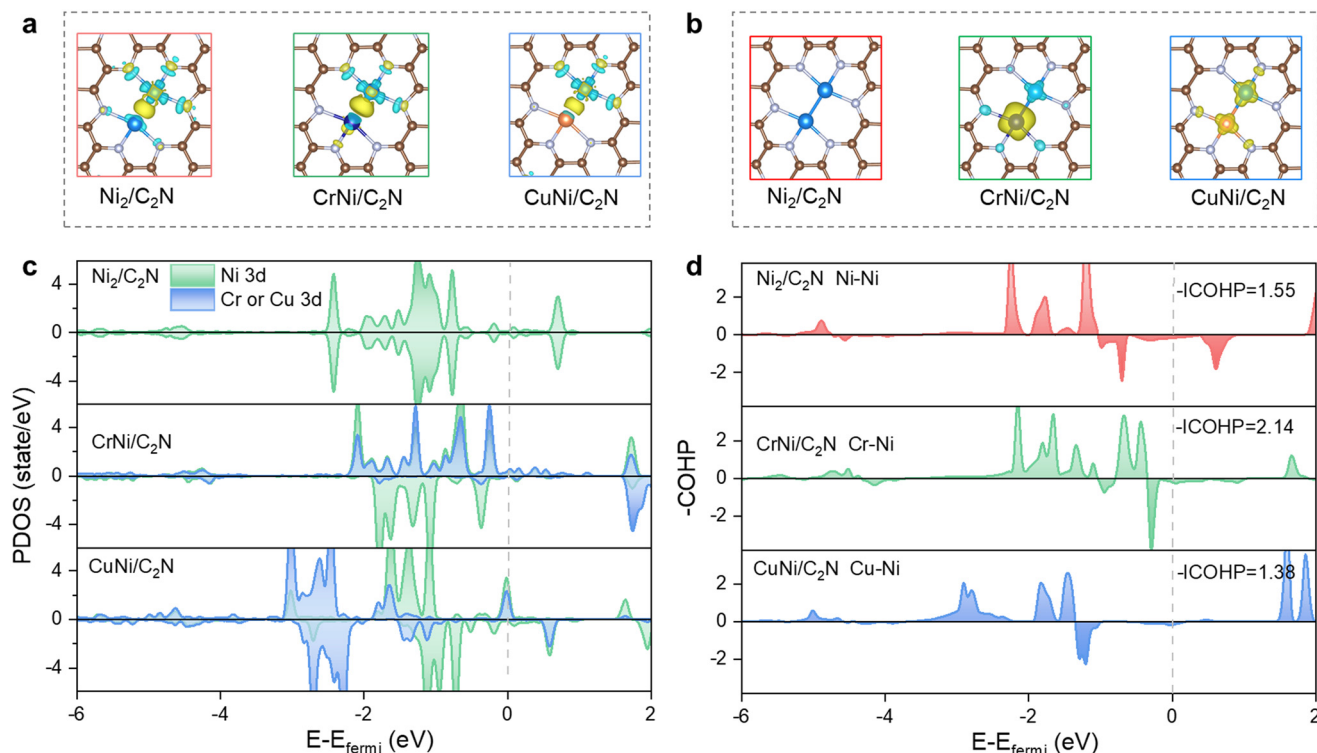 a
Ni₂/C₂N
CrNi/C₂N
CuNi/C₂N
b
Ni₂/C₂N
CrNi/C₂N
CuNi/C₂N
c
PDOS (state/eV)
Ni₂/C₂N
Ni 3d
Cr or Cu 3d
4
0
-4
CrNi/C₂N
4
0
-4
CuNi/C₂N
4
0
-4
-6 -4 -2 0 2
E-E_fermi (eV)
d
-COHP
Ni₂/C₂N Ni-Ni
-ICOHP=1.55
2
0
-2
CrNi/C₂N Cr-Ni
-ICOHP=2.14
2
0
-2
CuNi/C₂N Cu-Ni
-ICOHP=1.38
2
0
-2
-6 -4 -2 0 2
E-E_fermi (eV)